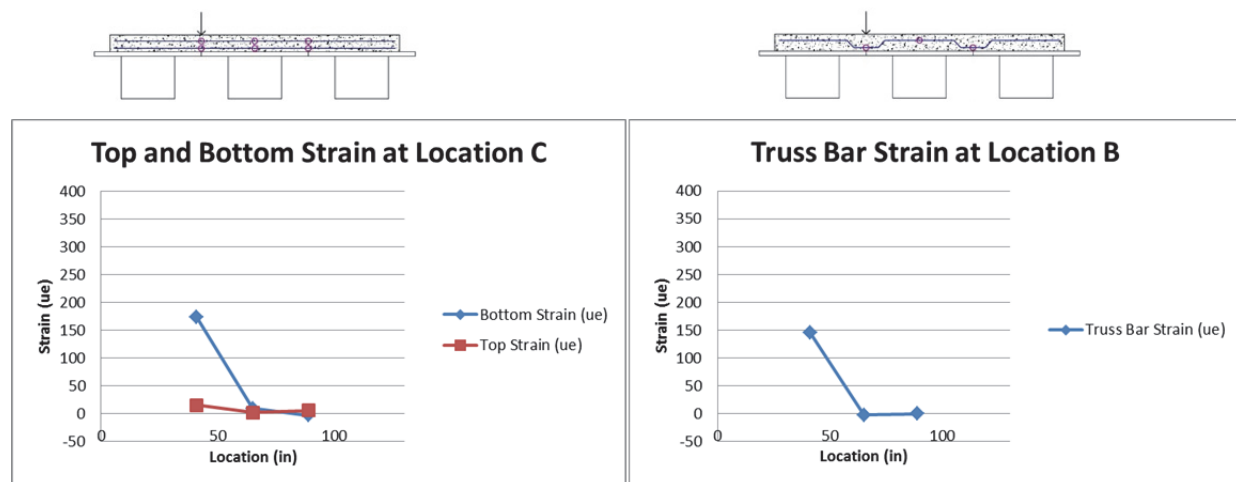 Top and Bottom Strain at Location C
400
350
300
250
200
150
100
50
0
-50
Strain (ue)
0
50
100
Location (in)
Bottom Strain (ue)
Top Strain (ue)
Truss Bar Strain at Location B
400
350
300
250
200
150
100
50
0
-50
Strain (ue)
0
50
100
Location (in)
Truss Bar Strain (ue)